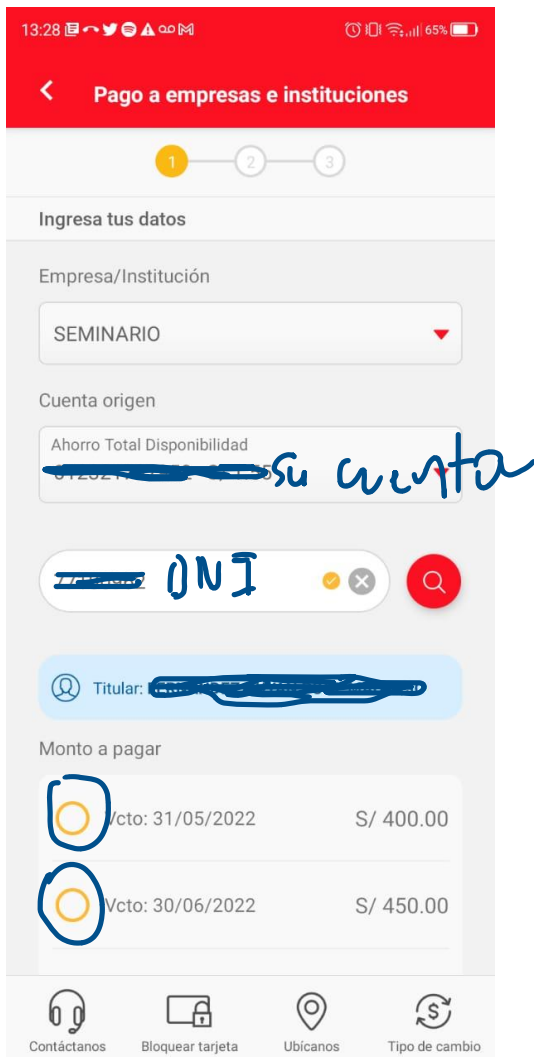 13:28 65%
Pago a empresas e instituciones
1 2 3
Ingresa tus datos
Empresa/Institución
SEMINARIO
Cuenta origen
Ahorro Total Disponibilidad
su cuenta
DNI
Titular:
Monto a pagar
Vcto: 31/05/2022 S/ 400.00
Vcto: 30/06/2022 S/ 450.00
Contáctanos Bloquear tarjeta Ubícanos Tipo de cambio